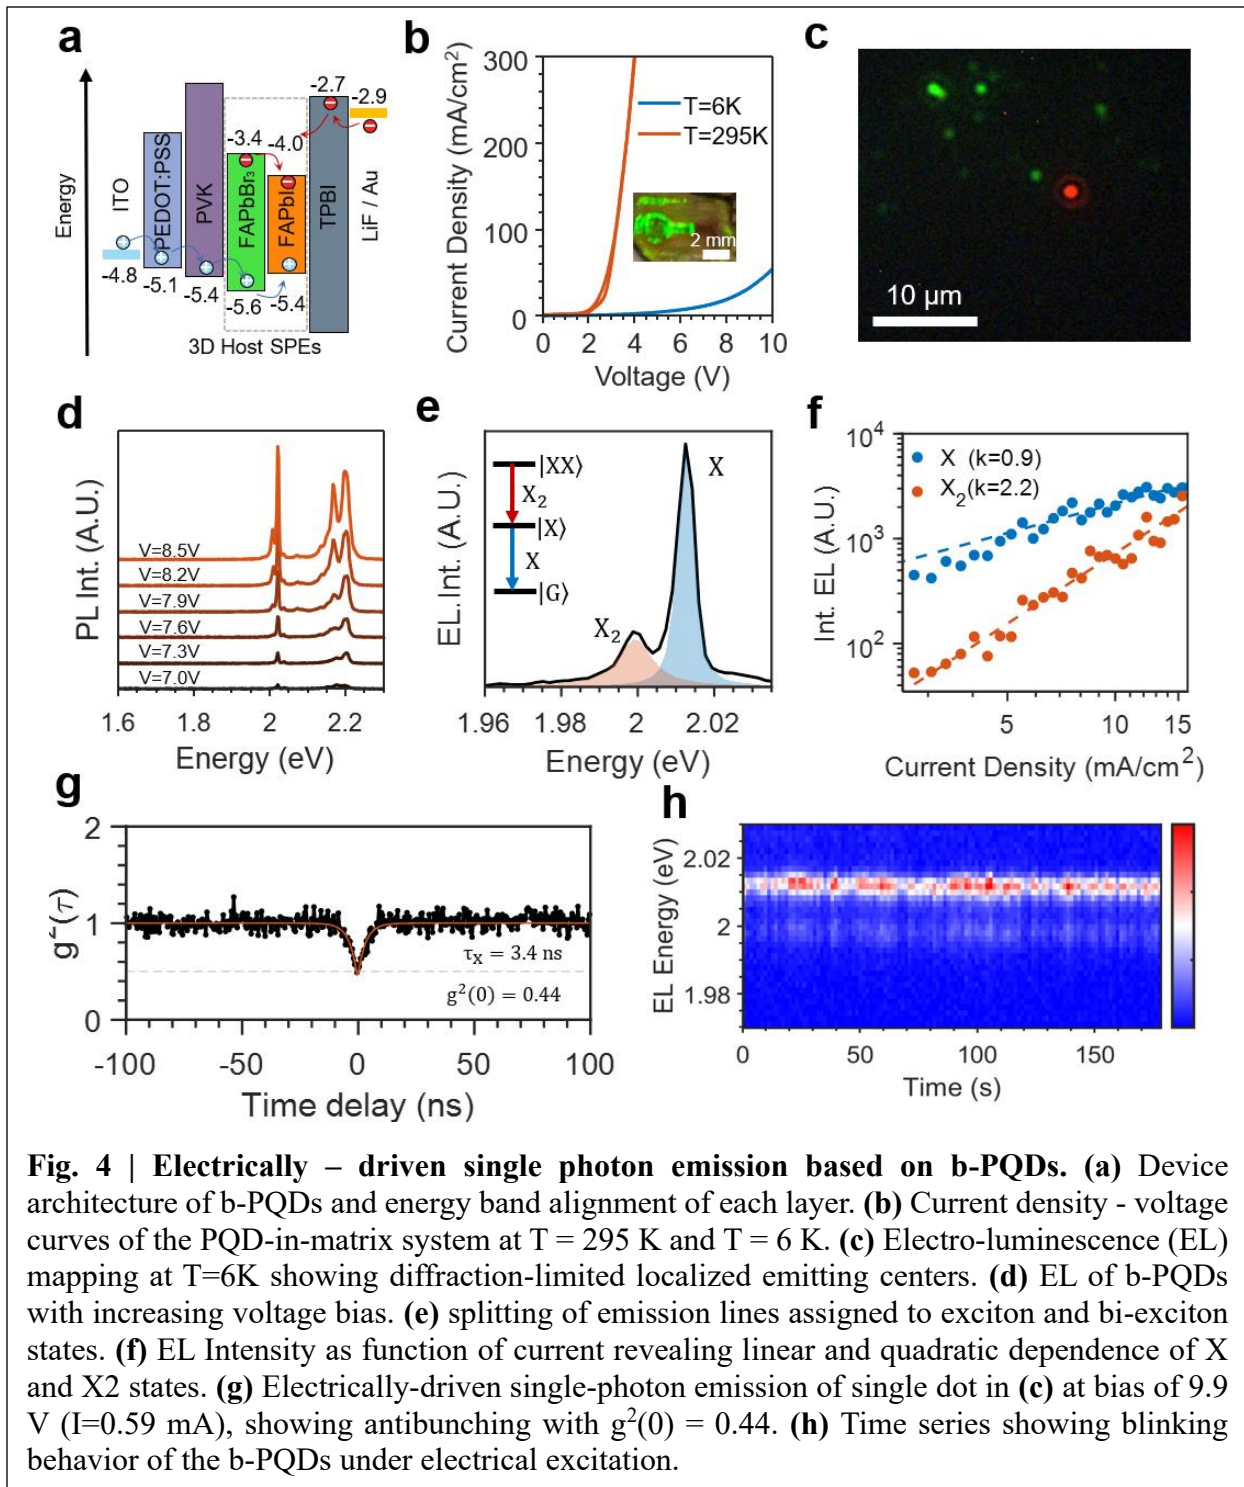 a
Energy
ITO
-4.8
PEDOT:PSS
-5.1
PVK
-5.4
-3.4
FAPbBr₃
-5.6
-4.0
FAPbI
-5.4
-2.7
TPBI
-2.9
LiF / Au
3D Host SPEs
b
Current Density (mA/cm²)
300
200
100
0
T=6K
T=295K
2 mm
0 2 4 6 8 10
Voltage (V)
c
10 µm
d
PL Int. (A.U.)
V=8.5V
V=8.2V
V=7.9V
V=7.6V
V=7.3V
V=7.0V
1.6 1.8 2 2.2
Energy (eV)
e
EL. Int. (A.U.)
|XX⟩
X₂
|X⟩
X
|G⟩
X
X₂
1.96 1.98 2 2.02
Energy (eV)
f
Int. EL (A.U.)
10⁴
10³
10²
X (k=0.9)
X₂(k=2.2)
5 10 15
Current Density (mA/cm²)
g
g²(τ)
2
1
0
τₓ = 3.4 ns
g²(0) = 0.44
-100 -50 0 50 100
Time delay (ns)
h
EL Energy (eV)
2.02
2
1.98
0 50 100 150
Time (s)
Fig. 4 | Electrically – driven single photon emission based on b-PQDs. (a) Device
architecture of b-PQDs and energy band alignment of each layer. (b) Current density - voltage
curves of the PQD-in-matrix system at T = 295 K and T = 6 K. (c) Electro-luminescence (EL)
mapping at T=6K showing diffraction-limited localized emitting centers. (d) EL of b-PQDs
with increasing voltage bias. (e) splitting of emission lines assigned to exciton and bi-exciton
states. (f) EL Intensity as function of current revealing linear and quadratic dependence of X
and X2 states. (g) Electrically-driven single-photon emission of single dot in (c) at bias of 9.9
V (I=0.59 mA), showing antibunching with g²(0) = 0.44. (h) Time series showing blinking
behavior of the b-PQDs under electrical excitation.